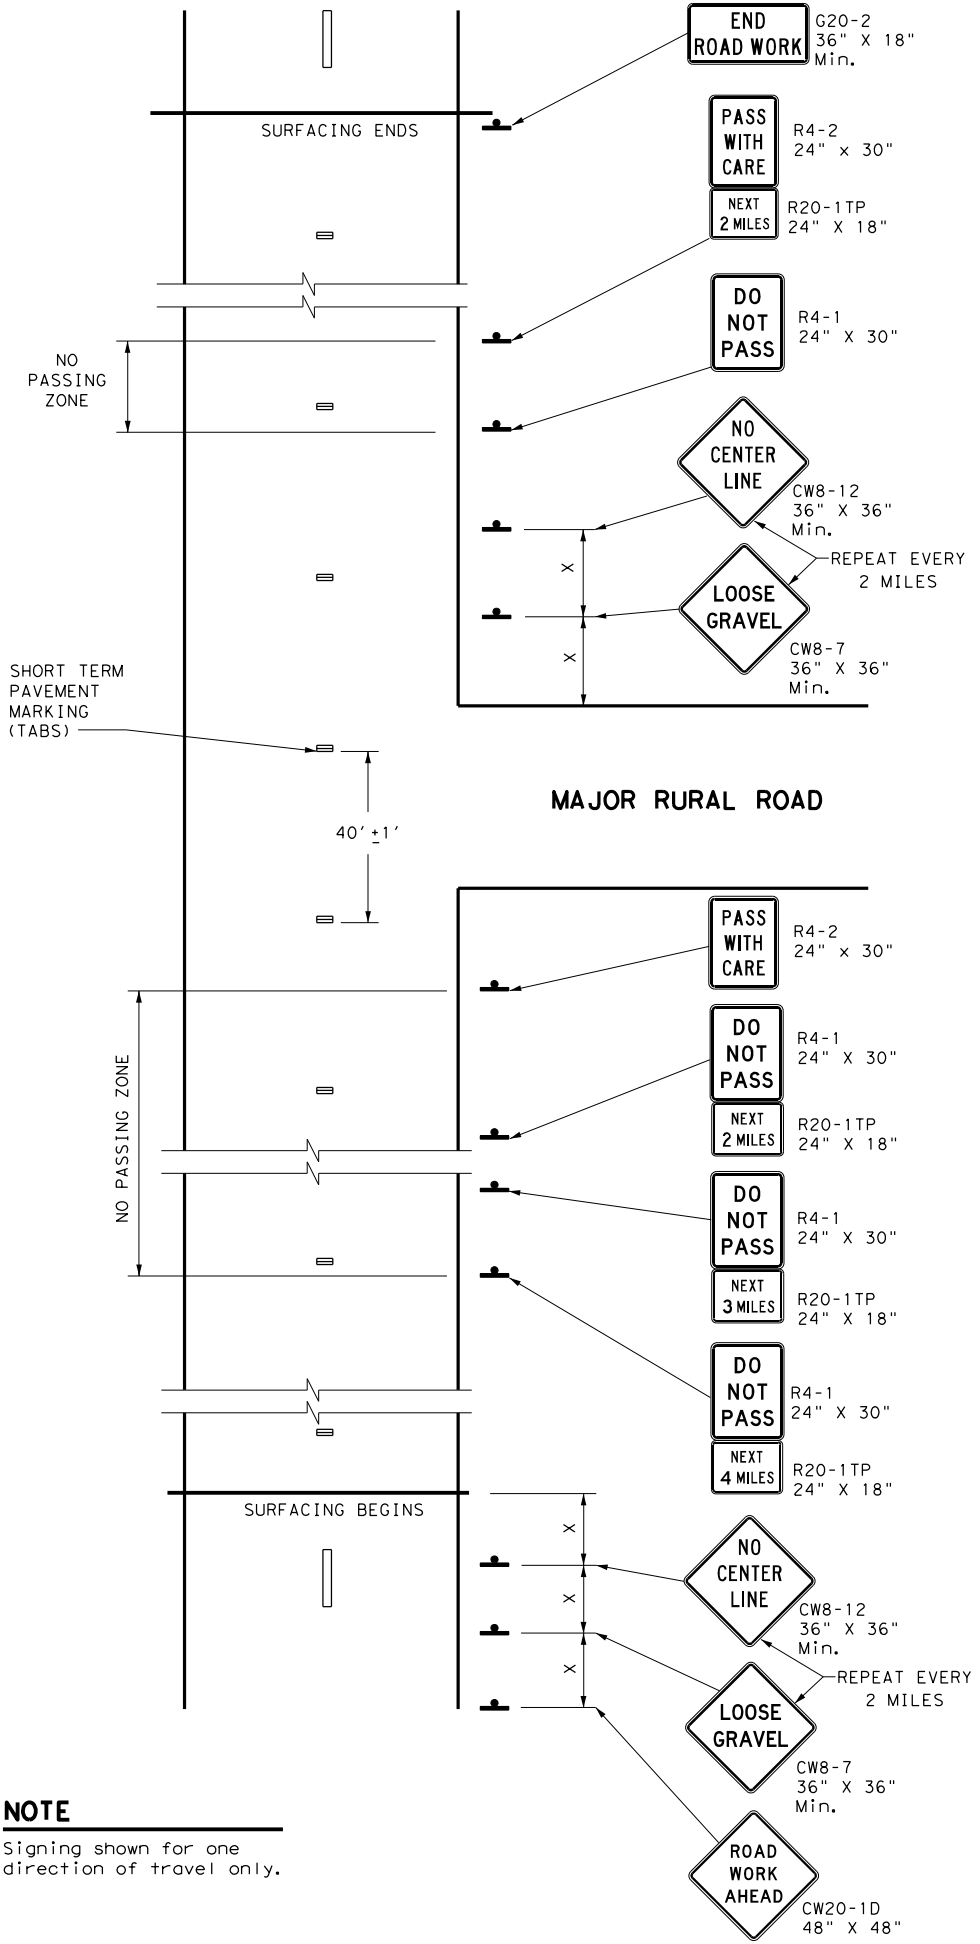 END
ROAD WORK
G20-2
36" X 18"
Min.
SURFACING ENDS
PASS
WITH
CARE
R4-2
24" x 30"
NEXT
2 MILES
R20-1TP
24" X 18"
DO
NOT
PASS
R4-1
24" X 30"
NO
PASSING
ZONE
NO
CENTER
LINE
CW8-12
36" X 36"
Min.
REPEAT EVERY
2 MILES
X
LOOSE
GRAVEL
CW8-7
36" X 36"
Min.
X
SHORT TERM
PAVEMENT
MARKING
(TABS)
MAJOR RURAL ROAD
40' ±1'
PASS
WITH
CARE
R4-2
24" x 30"
NO PASSING ZONE
DO
NOT
PASS
R4-1
24" X 30"
NEXT
2 MILES
R20-1TP
24" X 18"
DO
NOT
PASS
R4-1
24" X 30"
NEXT
3 MILES
R20-1TP
24" X 18"
DO
NOT
PASS
R4-1
24" X 30"
NEXT
4 MILES
R20-1TP
24" X 18"
SURFACING BEGINS
X
NO
CENTER
LINE
CW8-12
36" X 36"
Min.
X
REPEAT EVERY
2 MILES
X
LOOSE
GRAVEL
CW8-7
36" X 36"
Min.
ROAD
WORK
AHEAD
CW20-1D
48" X 48"
NOTE
Signing shown for one
direction of travel only.